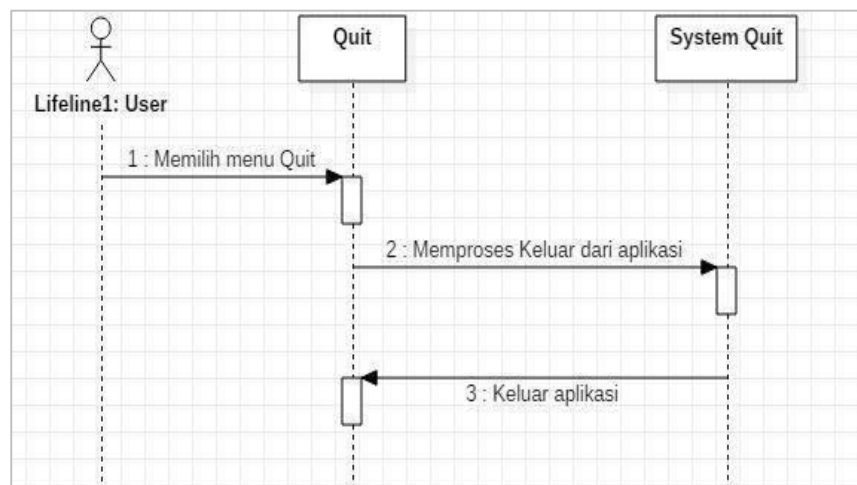 Quit
System Quit
Lifeline1: User
1 : Memilih menu Quit
2 : Memproses Keluar dari aplikasi
3 : Keluar aplikasi